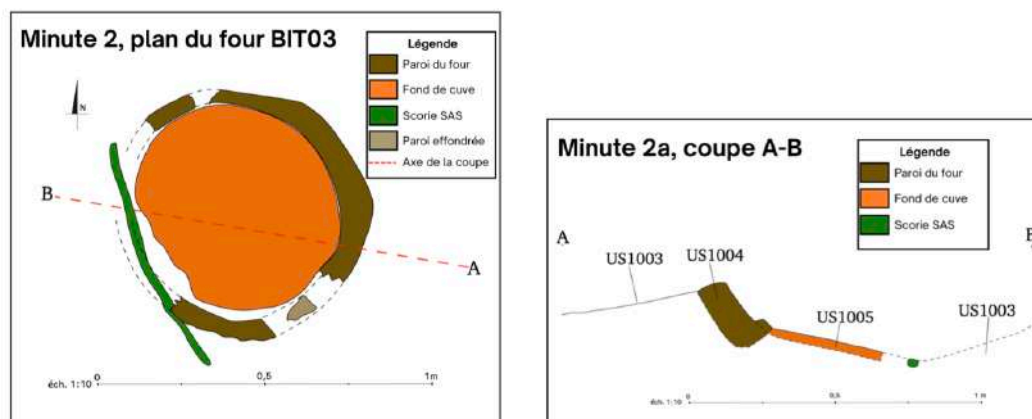 Minute 2, plan du four BIT03
Légende
Paroi du four
Fond de cuve
Scorie SAS
Paroi effondrée
Axe de la coupe
N
B
A
éch. 1:10
0
0,5
1m
Minute 2a, coupe A-B
Légende
Paroi du four
Fond de cuve
Scorie SAS
A
US1003
US1004
US1005
US1003
éch. 1:10
0
0,5
1 m